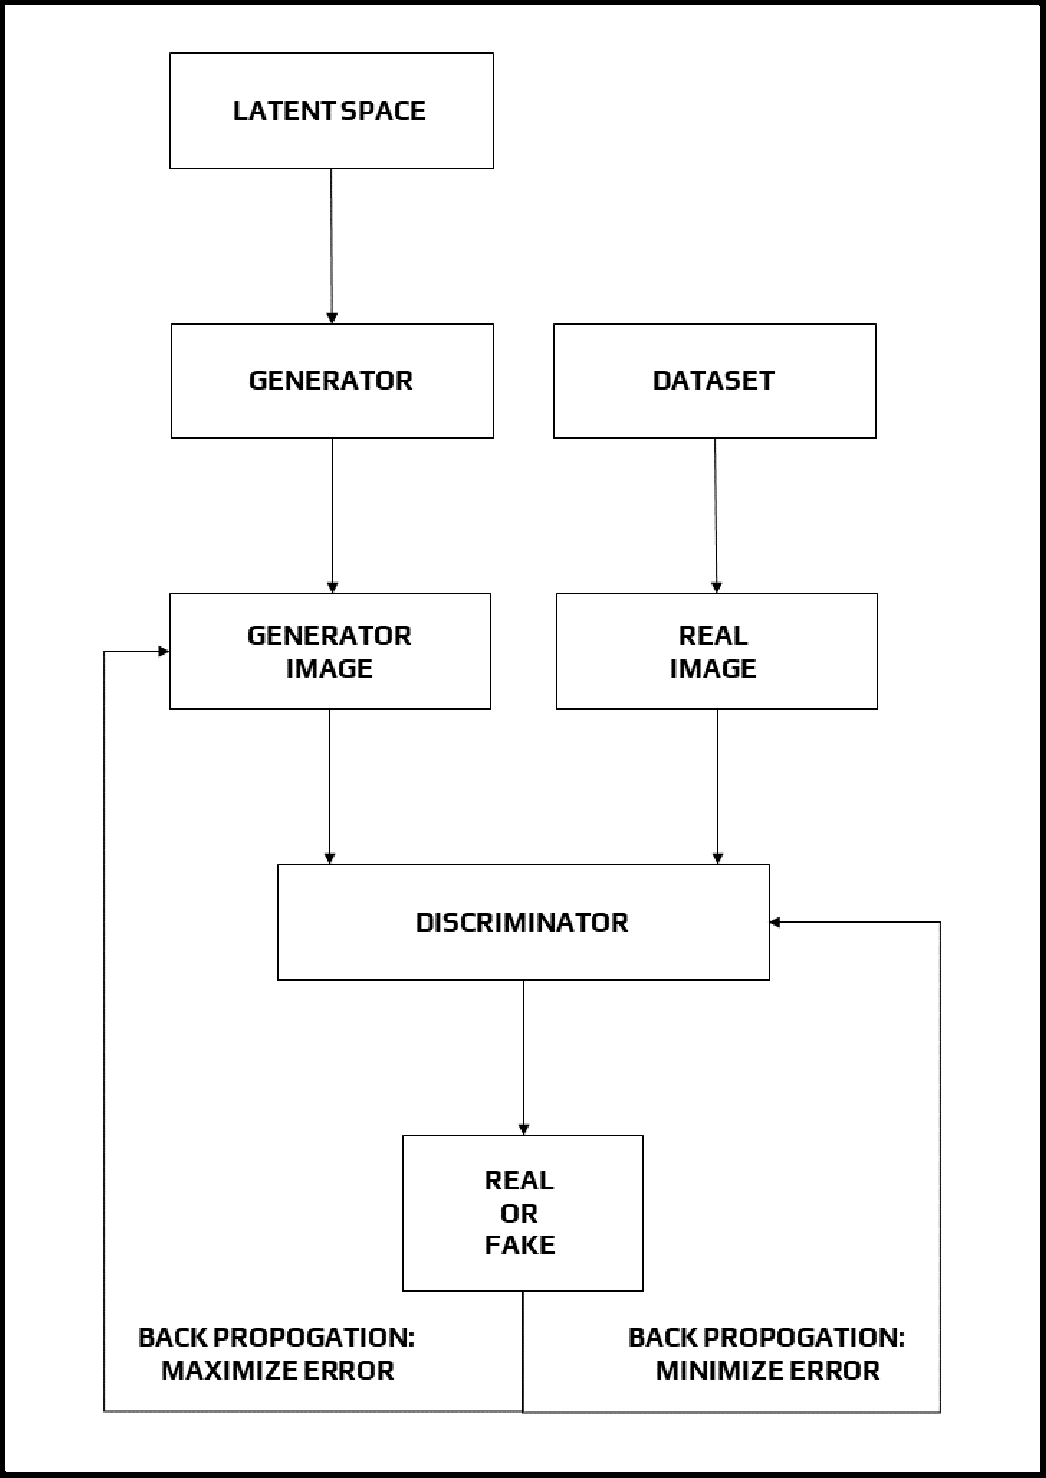 LATENT SPACE
GENERATOR
DATASET
GENERATOR
IMAGE
REAL
IMAGE
DISCRIMINATOR
REAL
OR
FAKE
BACK PROPOGATION:
MAXIMIZE ERROR
BACK PROPOGATION:
MINIMIZE ERROR